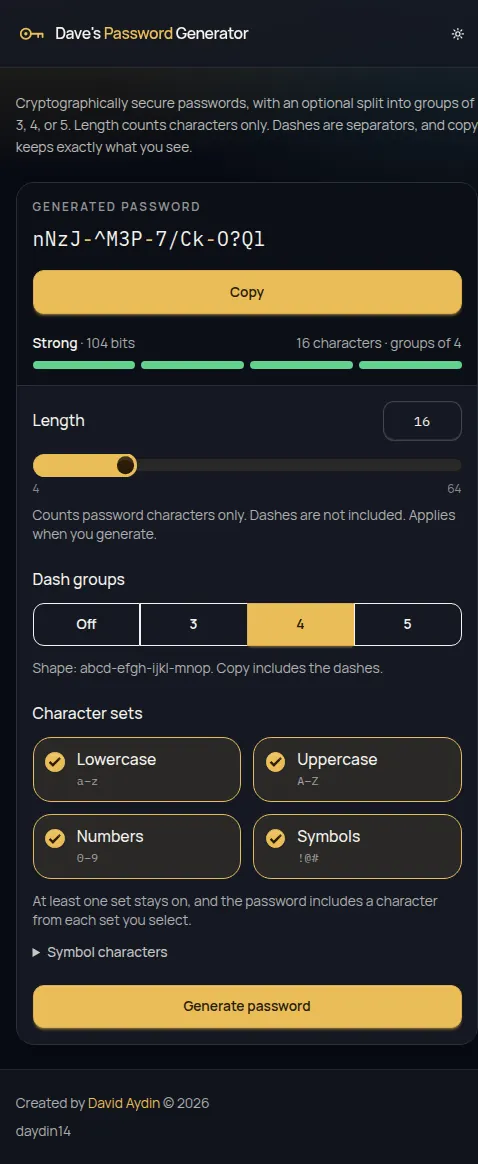 Dave's Password Generator
Cryptographically secure passwords, with an optional split into groups of
3, 4, or 5. Length counts characters only. Dashes are separators, and copy
keeps exactly what you see.
GENERATED PASSWORD
nNzJ-^M3P-7/Ck-O?Ql
Copy
Strong · 104 bits
16 characters · groups of 4
Length
16
4
64
Counts password characters only. Dashes are not included. Applies
when you generate.
Dash groups
Off
3
4
5
Shape: abcd-efgh-ijkl-mnop. Copy includes the dashes.
Character sets
Lowercase
a–z
Uppercase
A–Z
Numbers
0–9
Symbols
!@#
At least one set stays on, and the password includes a character
from each set you select.
Symbol characters
Generate password
Created by David Aydin © 2026
daydin14